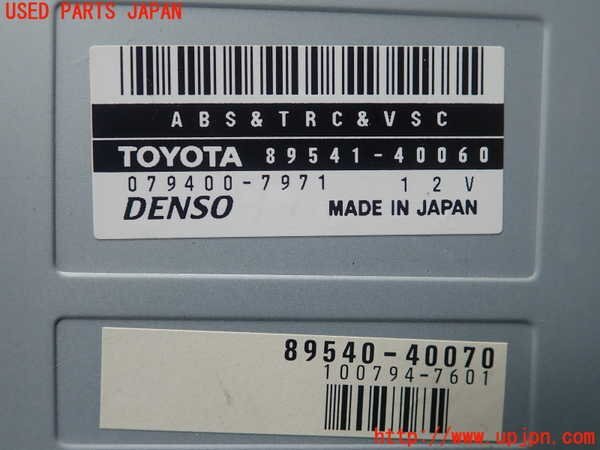 USED PARTS JAPAN
ABS&TRC&VSC
TOYOTA 89541-40060
079400-7971 12V
DENSO MADE IN JAPAN
89540-40070
100794-7601
http://www.upjpn.com/